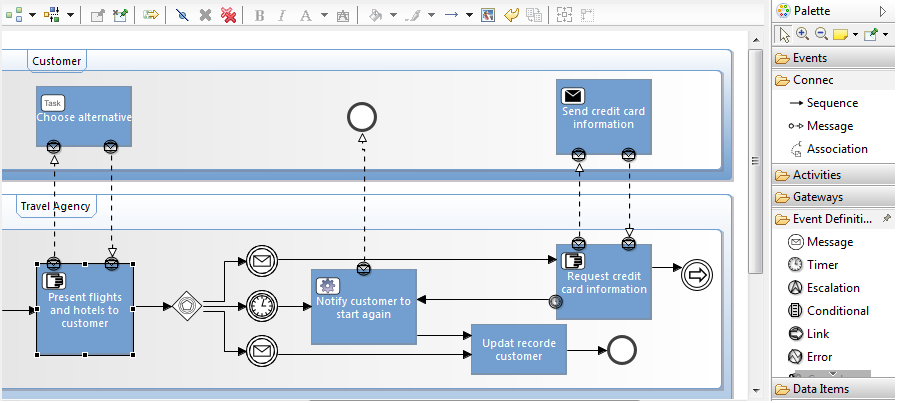 B I A
Palette
Customer
Events
Connec
Task
Choose alternative
Send credit card
information
Sequence
Message
Association
Activities
Travel Agency
Gateways
Event Definiti...
Message
Timer
Escalation
Conditional
Link
Error
Present flights
and hotels to
customer
Notify customer to
start again
Request credit
card information
Updat recorde
customer
Data Items